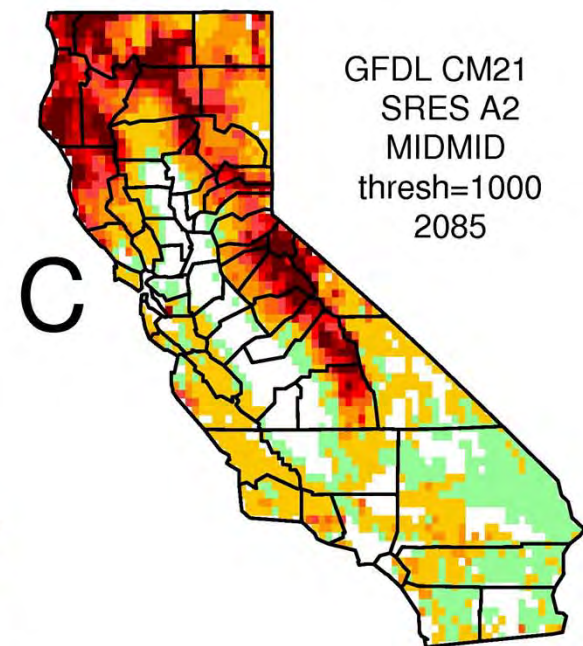 GFDL CM21
SRES A2
MIDMID
thresh=1000
2085
C